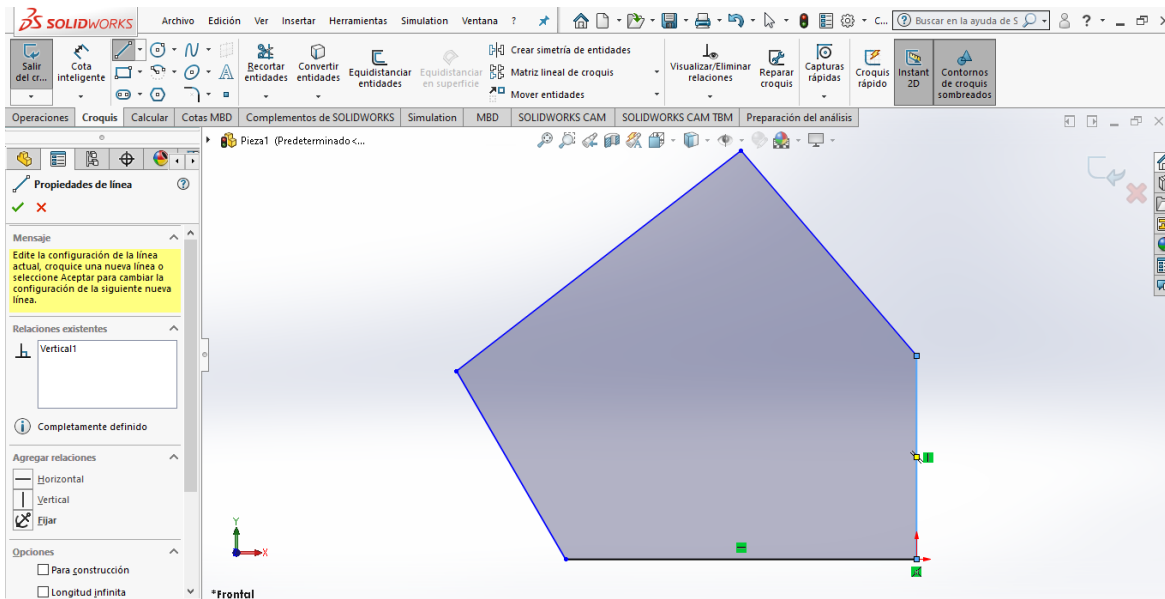 SOLIDWORKS
Archivo Edición Ver Insertar Herramientas Simulation Ventana ?
C...
Buscar en la ayuda de S
?
Salir del cr...
Cota inteligente
Recortar entidades
Convertir entidades
Equidistanciar entidades
Equidistanciar en superficie
Crear simetría de entidades
Matriz lineal de croquis
Mover entidades
Visualizar/Eliminar relaciones
Reparar croquis
Capturas rápidas
Croquis rápido
Instant 2D
Contornos de croquis sombreados
Operaciones Croquis Calcular Cotas MBD Complementos de SOLIDWORKS Simulation MBD SOLIDWORKS CAM SOLIDWORKS CAM TBM Preparación del análisis
Pieza1 (Predeterminado<...
Propiedades de línea
Mensaje
Edite la configuración de la línea
actual, croquice una nueva línea o
seleccione Aceptar para cambiar la
configuración de la siguiente nueva
línea.
Relaciones existentes
Vertical1
Completamente definido
Agregar relaciones
Horizontal
Vertical
Fijar
Opciones
Para construcción
Longitud infinita
Y
X
*Frontal